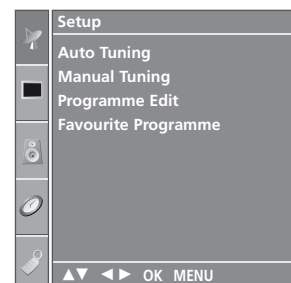 Setup
Auto Tuning
Manual Tuning
Programme Edit
Favourite Programme
▲▼ ◄► OK MENU